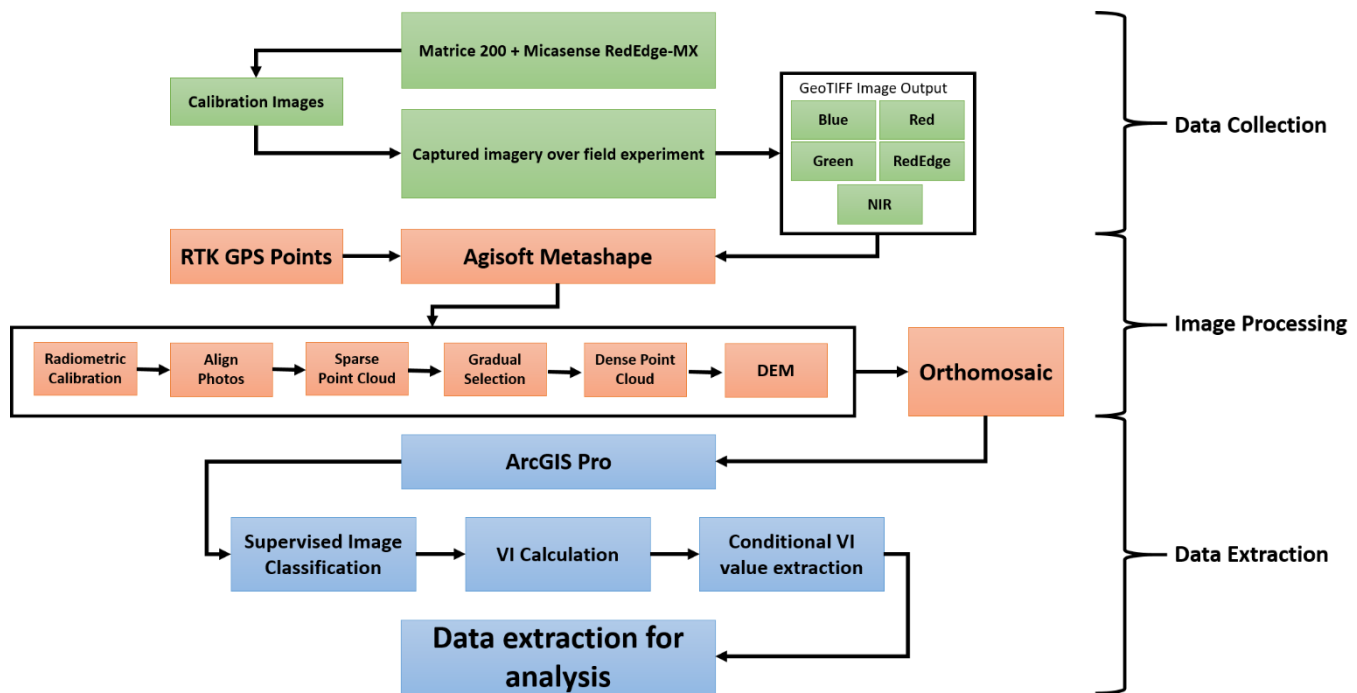 Matrice 200 + Micasense RedEdge-MX
Calibration Images
Captured imagery over field experiment
GeoTIFF Image Output
Blue
Red
Green
RedEdge
NIR
Data Collection
RTK GPS Points
Agisoft Metashape
Radiometric
Calibration
Align
Photos
Sparse
Point Cloud
Gradual
Selection
Dense Point
Cloud
DEM
Orthomosaic
Image Processing
ArcGIS Pro
Supervised Image
Classification
VI Calculation
Conditional VI
value extraction
Data extraction for
analysis
Data Extraction